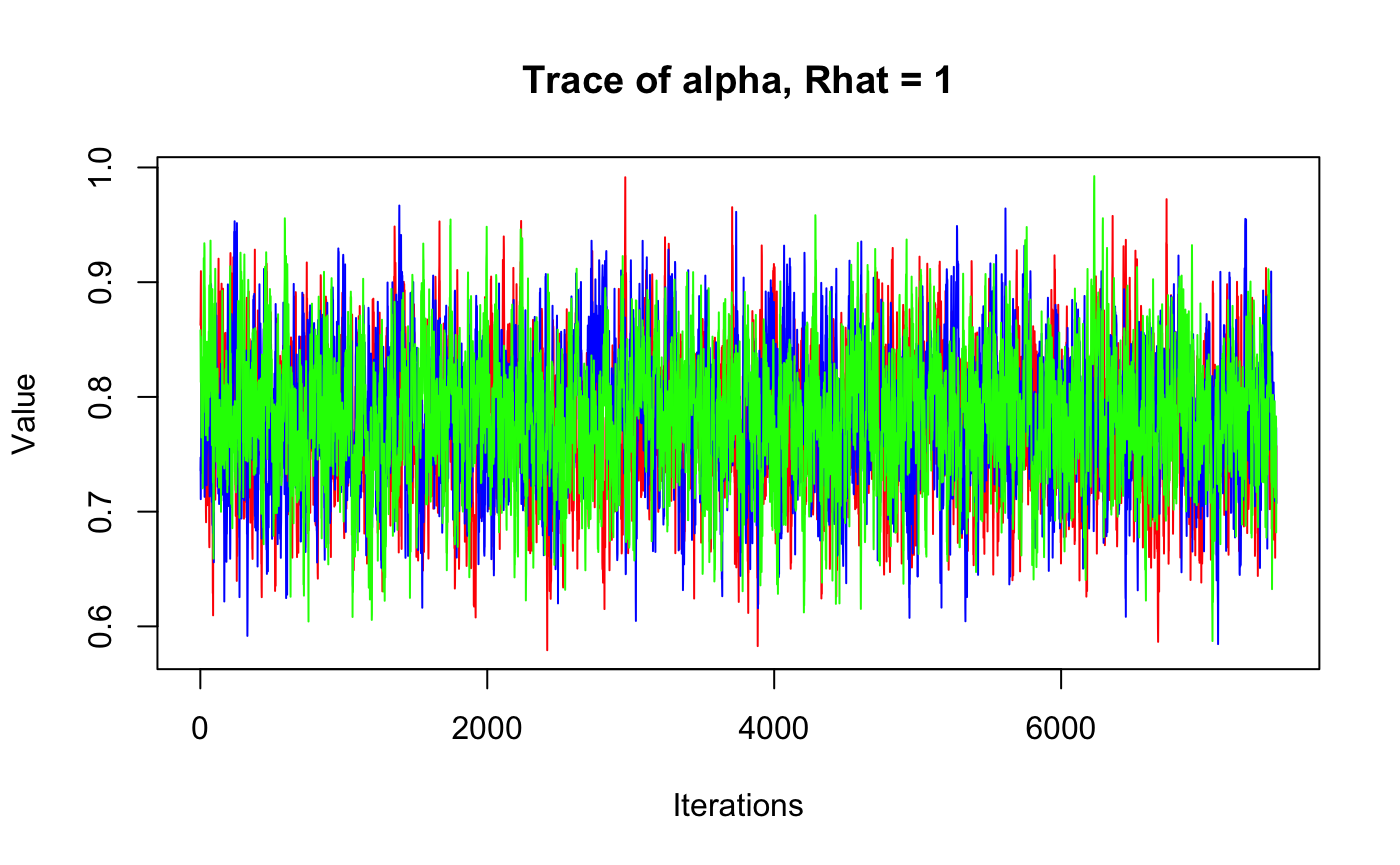 Trace of alpha, Rhat = 1
Value
1.0
0.9
0.8
0.7
0.6
0 2000 4000 6000
Iterations